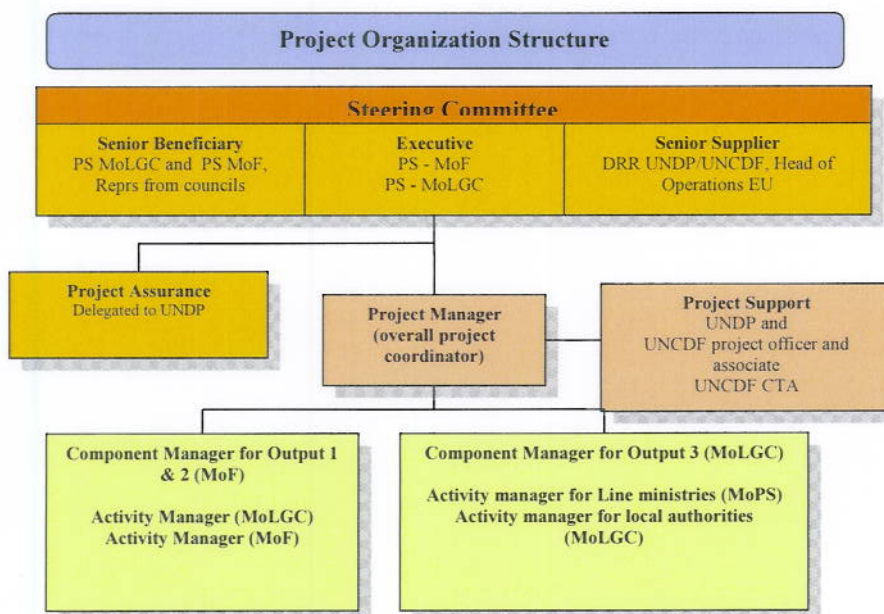 Project Organization Structure
Steering Committee
Senior Beneficiary
PS MoLGC and PS MoF,
Reprs from councils
Executive
PS - MoF
PS - MoLGC
Senior Supplier
DRR UNDP/UNCDF, Head of
Operations EU
Project Assurance
Delegated to UNDP
Project Manager
(overall project
coordinator)
Project Support
UNDP and
UNCDF project officer and
associate
UNCDF CTA
Component Manager for Output 1
& 2 (MoF)
Activity Manager (MoLGC)
Activity Manager (MoF)
Component Manager for Output 3 (MoLGC)
Activity manager for Line ministries (MoPS)
Activity manager for local authorities
(MoLGC)